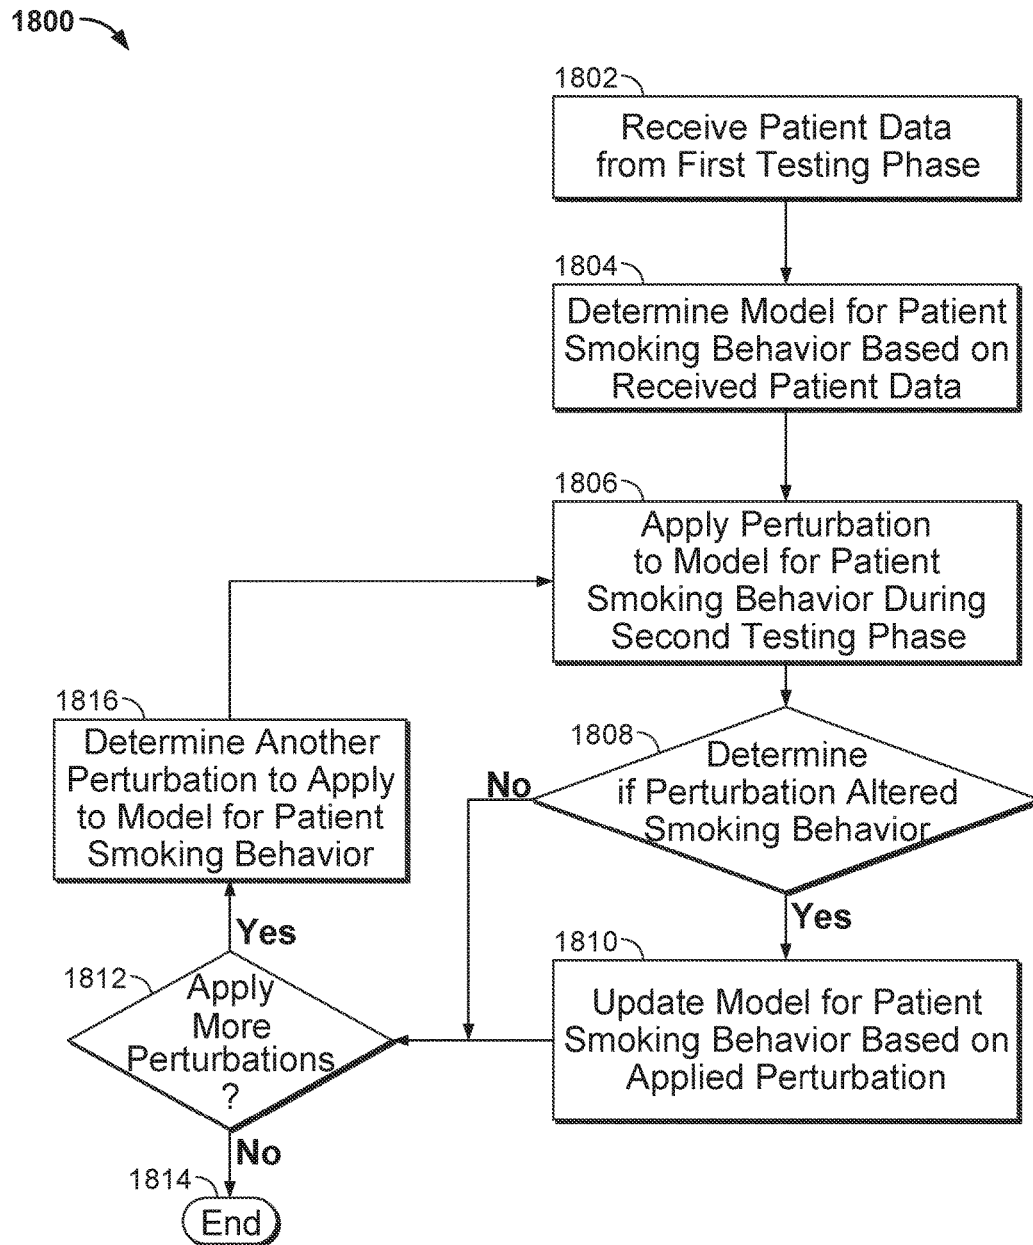 1800
1802
Receive Patient Data
from First Testing Phase
1804
Determine Model for Patient
Smoking Behavior Based on
Received Patient Data
1806
Apply Perturbation
to Model for Patient
Smoking Behavior During
Second Testing Phase
1808
Determine
if Perturbation Altered
Smoking Behavior
No
Yes
1810
Update Model for Patient
Smoking Behavior Based on
Applied Perturbation
1812
Apply
More
Perturbations
?
Yes
1816
Determine Another
Perturbation to Apply
to Model for Patient
Smoking Behavior
No
1814
End